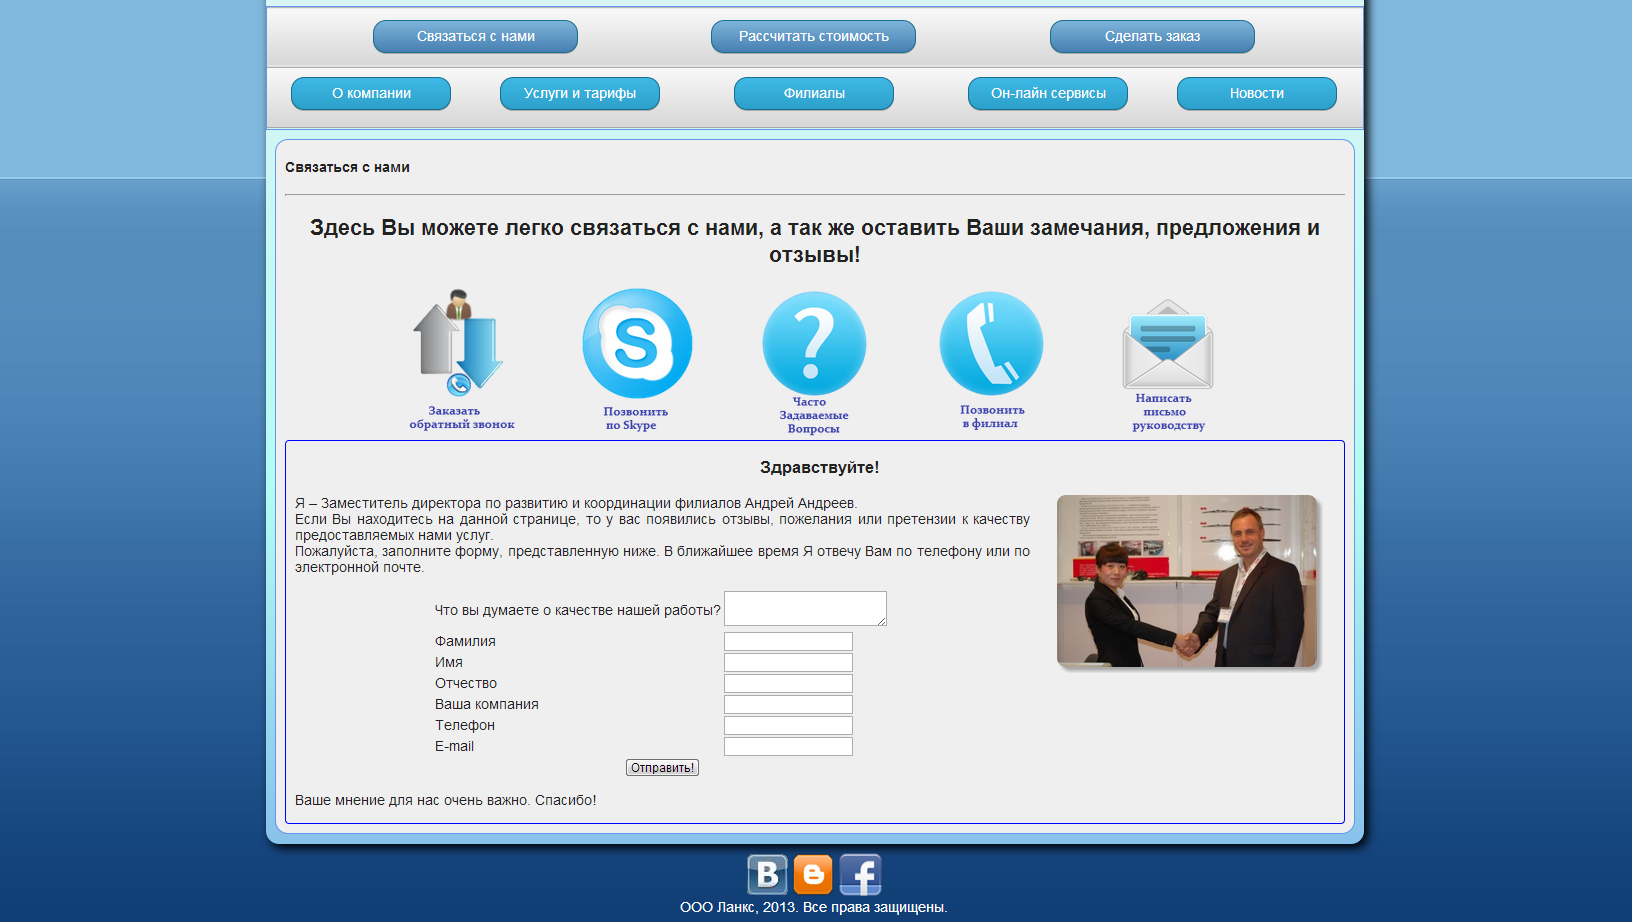 Связаться с нами
Рассчитать стоимость
Сделать заказ
О компании
Услуги и тарифы
Филиалы
Он-лайн сервисы
Новости
Связаться с нами
Здесь Вы можете легко связаться с нами, а так же оставить Ваши замечания, предложения и
отзывы!
Заказать
обратный звонок
Позвонить
по Skype
Часто
Задаваемые
Вопросы
Позвонить
в филиал
Написать
письмо
руководству
Здравствуйте!
Я – Заместитель директора по развитию и координации филиалов Андрей Андреев.
Если Вы находитесь на данной странице, то у вас появились отзывы, пожелания или претензии к качеству
предоставляемых нами услуг.
Пожалуйста, заполните форму, представленную ниже. В ближайшее время Я отвечу Вам по телефону или по
электронной почте.
Что вы думаете о качестве нашей работы?
Фамилия
Имя
Отчество
Ваша компания
Телефон
E-mail
Отправить!
Ваше мнение для нас очень важно. Спасибо!
ООО Ланкс, 2013. Все права защищены.